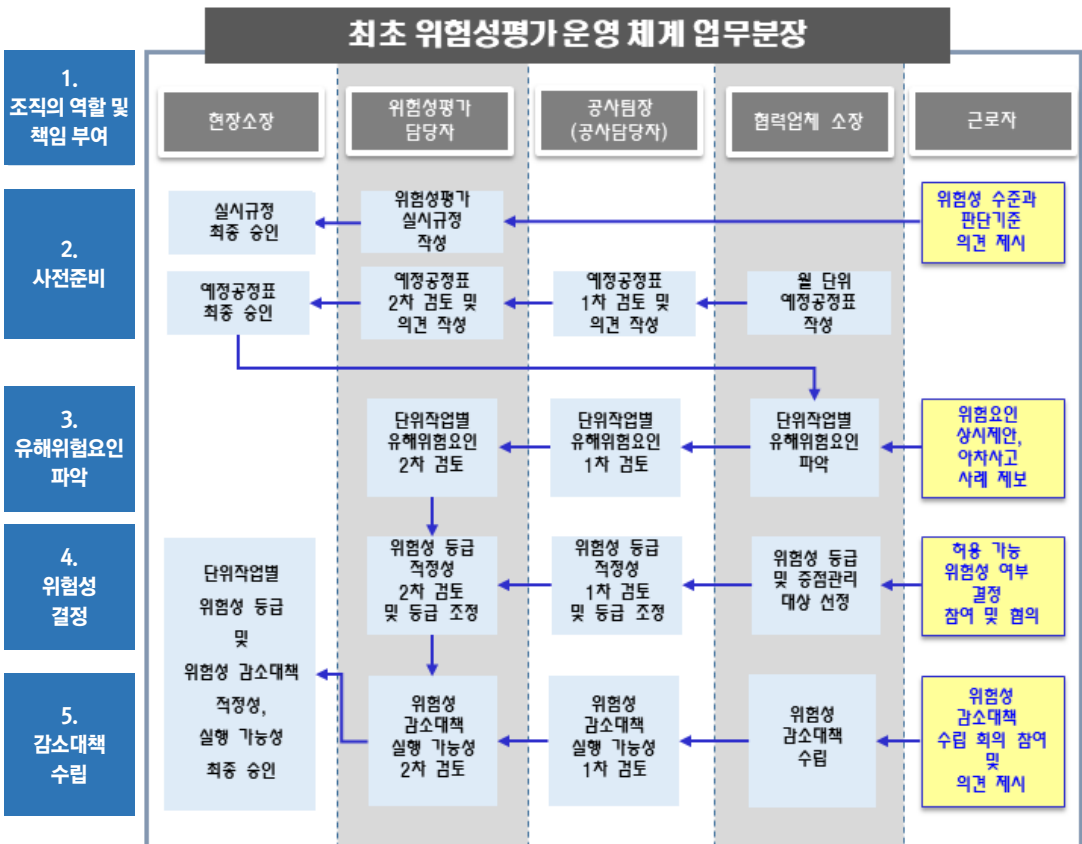 최초 위험성평가 운영 체계 업무분장
1.
조직의 역할 및
책임 부여
현장소장
위험성평가
담당자
공사팀장
(공사담당자)
협력업체 소장
근로자
2.
사전준비
실시규정
최종 승인
위험성평가
실시규정
작성
위험성 수준과
판단기준
의견 제시
예정공정표
최종 승인
예정공정표
2차 검토 및
의견 작성
예정공정표
1차 검토 및
의견 작성
월 단위
예정공정표
작성
3.
유해위험요인
파악
단위작업별
유해위험요인
2차 검토
단위작업별
유해위험요인
1차 검토
단위작업별
유해위험요인
파악
위험요인
상시제안,
아차사고
사례 제보
4.
위험성
결정
단위작업별
위험성 등급
및
위험성 감소대책
적정성,
실행 가능성
최종 승인
위험성 등급
적정성
2차 검토
및 등급 조정
위험성 등급
적정성
1차 검토
및 등급 조정
위험성 등급
및 중점관리
대상 선정
허용 가능
위험성 여부
결정
참여 및 협의
5.
감소대책
수립
위험성
감소대책
실행 가능성
2차 검토
위험성
감소대책
실행 가능성
1차 검토
위험성
감소대책
수립
위험성
감소대책
수립 회의 참여
및
의견 제시